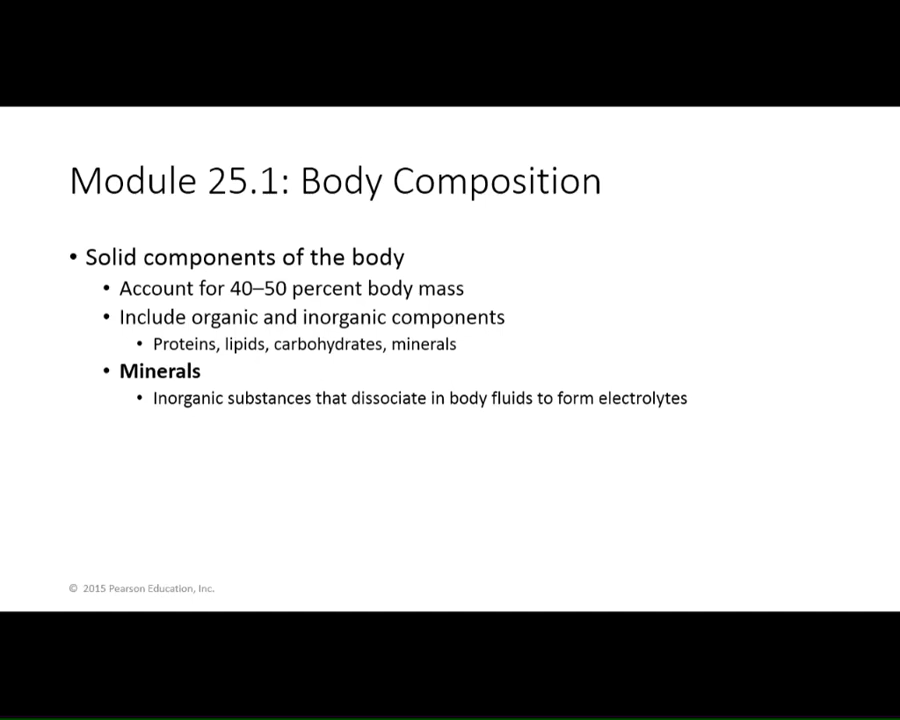 Module 25.1: Body Composition
• Solid components of the body
• Account for 40–50 percent body mass
• Include organic and inorganic components
• Proteins, lipids, carbohydrates, minerals
• Minerals
• Inorganic substances that dissociate in body fluids to form electrolytes
© 2015 Pearson Education, Inc.